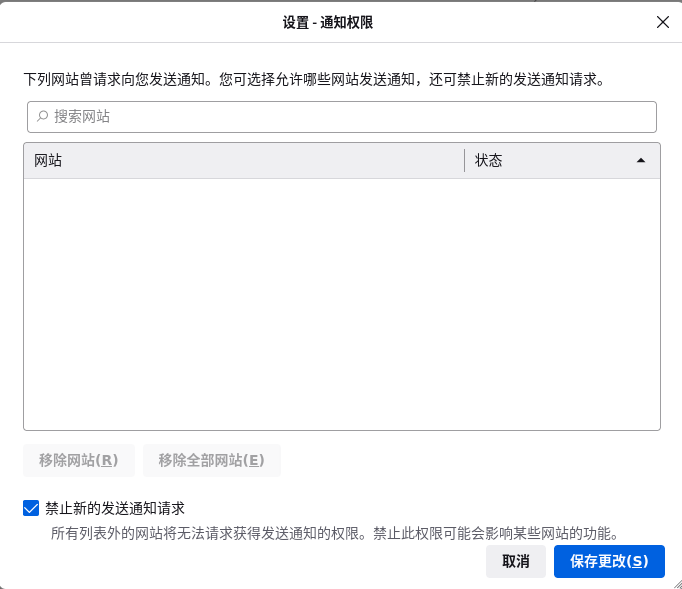 设置 - 通知权限
下列网站曾请求向您发送通知。您可选择允许哪些网站发送通知，还可禁止新的发送通知请求。
搜索网站
网站 状态
移除网站(R) 移除全部网站(E)
禁止新的发送通知请求
所有列表外的网站将无法请求获得发送通知的权限。禁止此权限可能会影响某些网站的功能。
取消 保存更改(S)